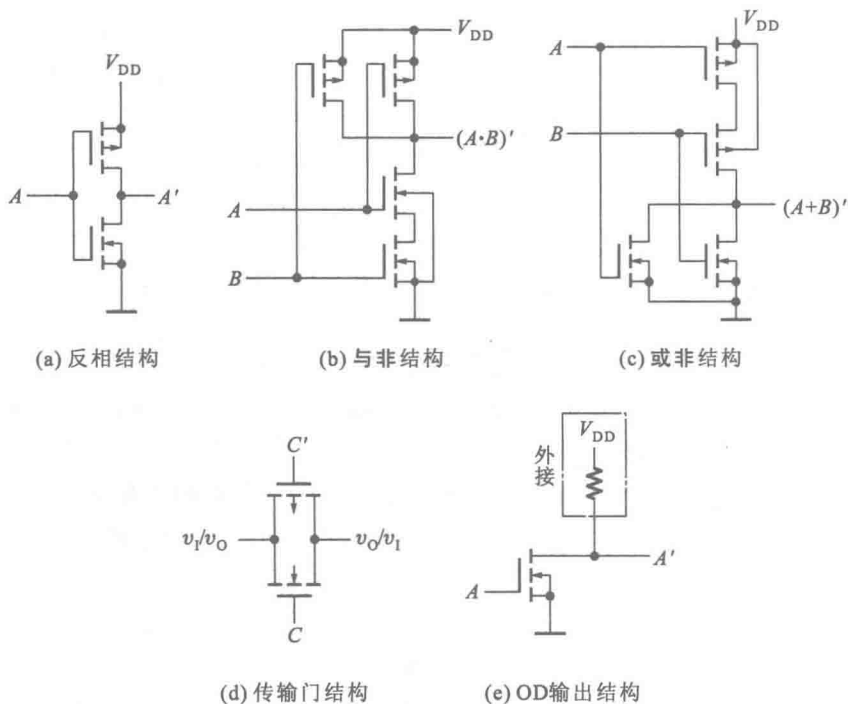 V_DD
A
A'
(a) 反相结构
V_DD
(A·B)'
A
B
(b) 与非结构
V_DD
A
B
(A+B)'
(c) 或非结构
C'
v_I/v_O
v_O/v_I
C
(d) 传输门结构
外接
V_DD
A
A'
(e) OD输出结构